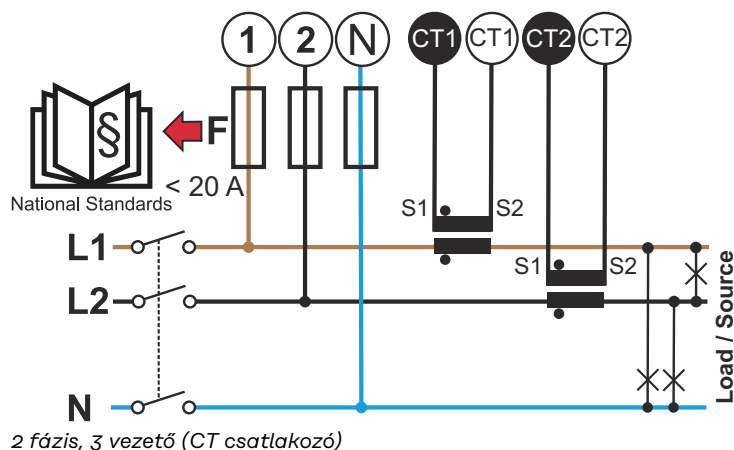 1 2 N CT1 CT1 CT2 CT2
§
F
National Standards
< 20 A
S1 S2
L1
S1 S2
L2
Load / Source
N
2 fázis, 3 vezető (CT csatlakozó)